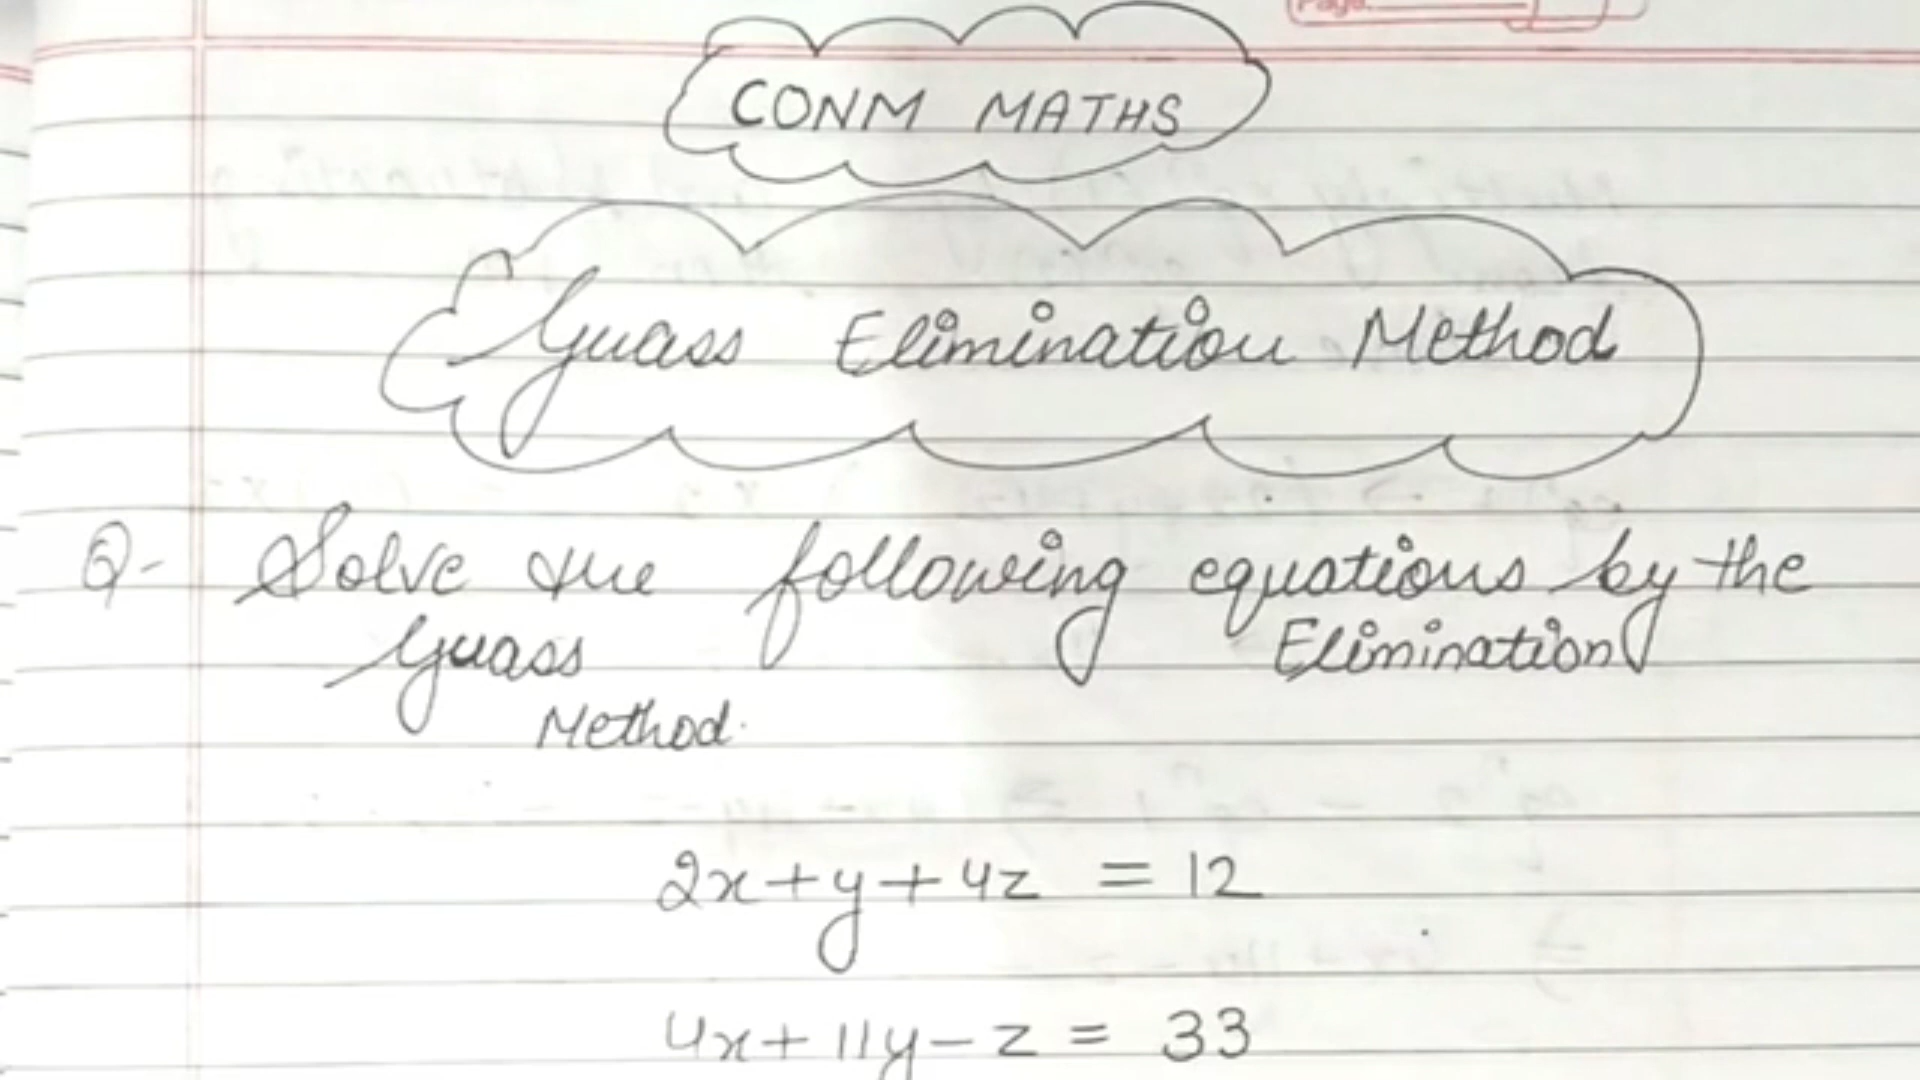 Page:
CONM MATHS
Guass Elimination Method
Q- Solve the following equations by the
Guass Elimination
Method.
2x+y+4z = 12
4x+11y-z = 33